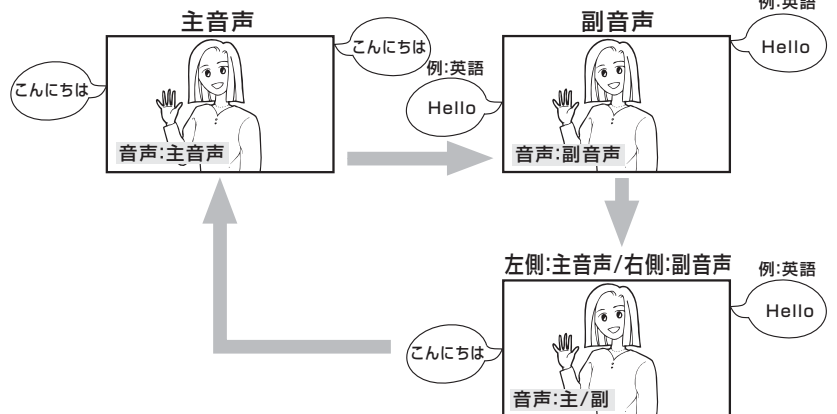 主音声
こんにちは
こんにちは
音声:主音声
副音声
例:英語
Hello
例:英語
Hello
音声:副音声
左側:主音声/右側:副音声
こんにちは
例:英語
Hello
音声:主/副